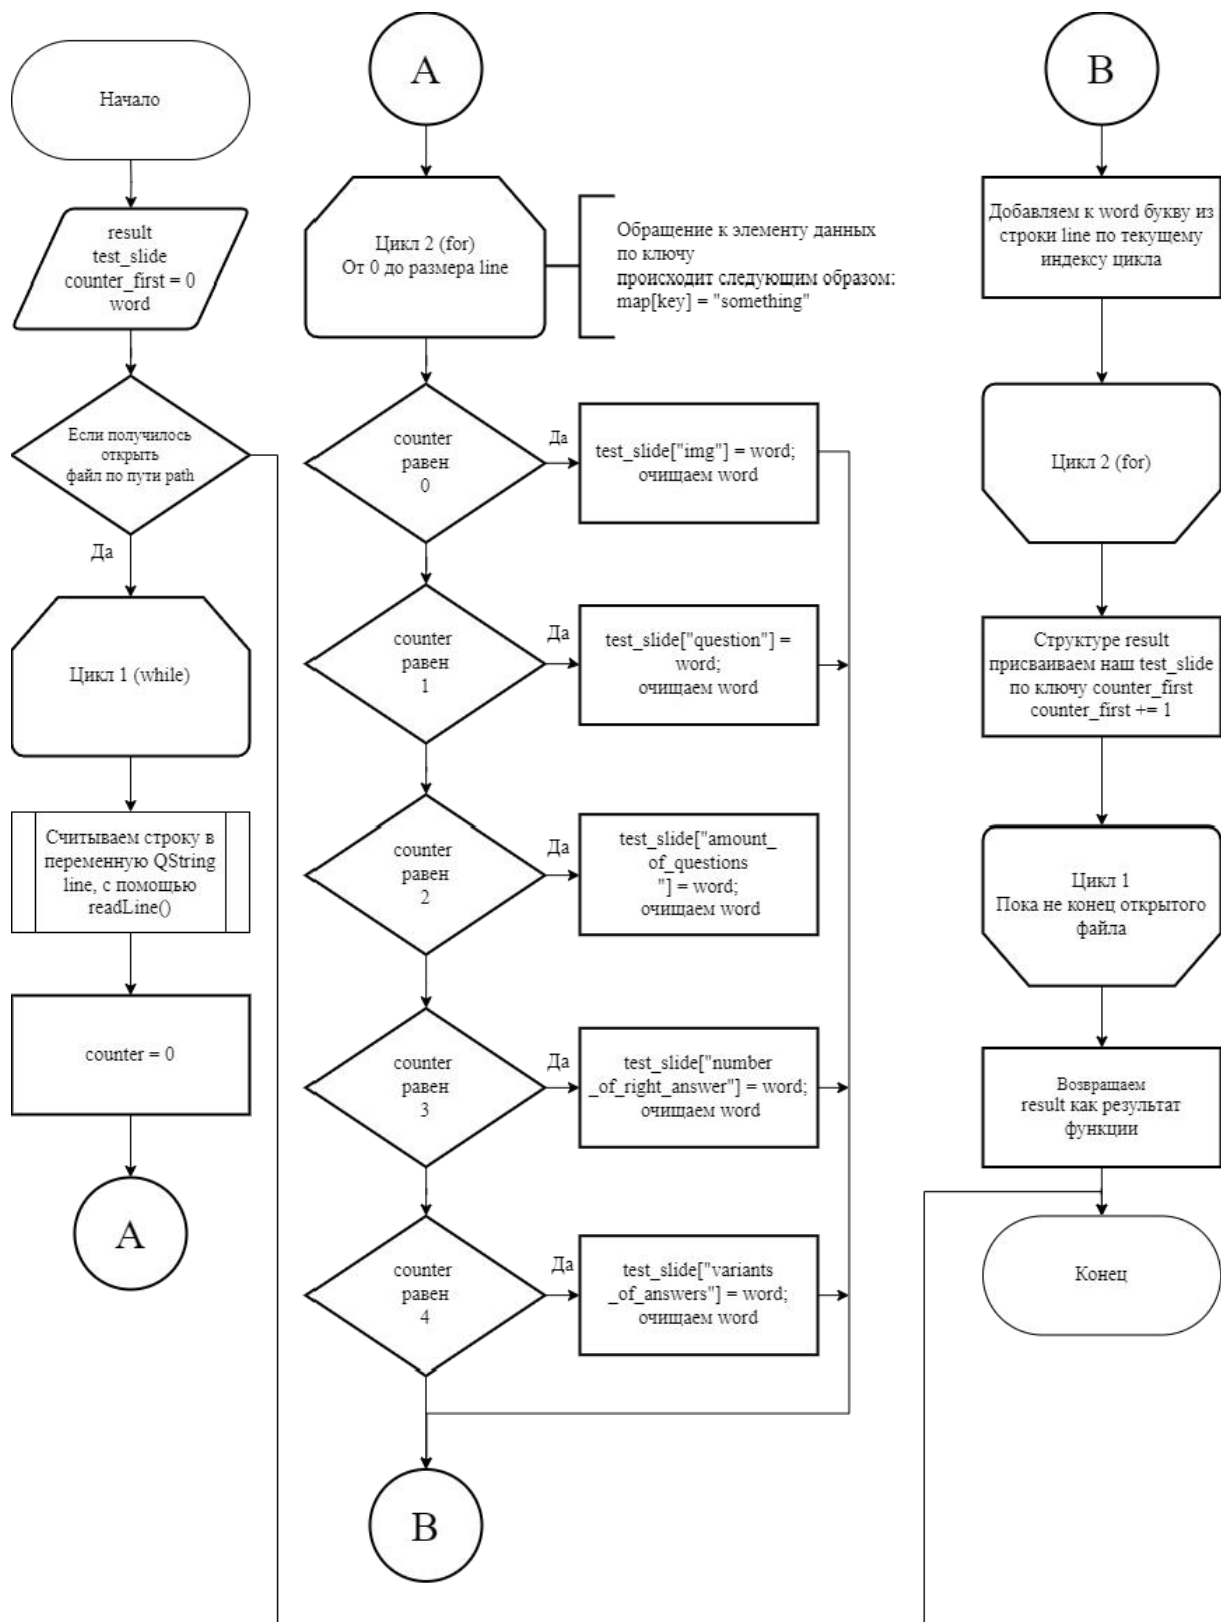 Начало
result
test_slide
counter_first = 0
word
Если получилось
открыть
файл по пути path
Да
Цикл 1 (while)
Считываем строку в
переменную QString
line, с помощью
readLine()
counter = 0
A
A
Цикл 2 (for)
От 0 до размера line
Обращение к элементу данных
по ключу
происходит следующим образом:
map[key] = "something"
counter
равен
0
Да
test_slide["img"] = word;
очищаем word
counter
равен
1
Да
test_slide["question"] =
word;
очищаем word
counter
равен
2
Да
test_slide["amount_
of_questions
"] = word;
очищаем word
counter
равен
3
Да
test_slide["number
_of_right_answer"] = word;
очищаем word
counter
равен
4
Да
test_slide["variants
_of_answers"] = word;
очищаем word
B
B
Добавляем к word букву из
строки line по текущему
индексу цикла
Цикл 2 (for)
Структуре result
присваиваем наш test_slide
по ключу counter_first
counter_first += 1
Цикл 1
Пока не конец открытого
файла
Возвращаем
result как результат
функции
Конец